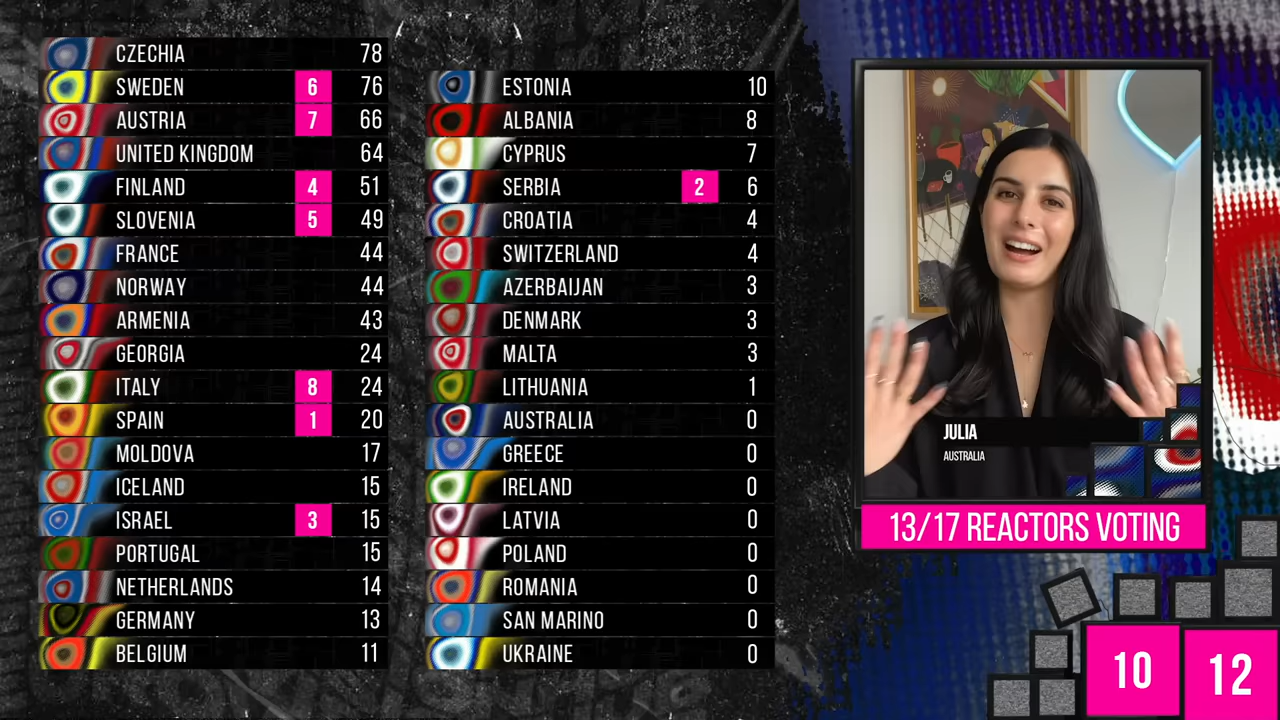 CZECHIA 78
SWEDEN 6 76
AUSTRIA 7 66
UNITED KINGDOM 64
FINLAND 4 51
SLOVENIA 5 49
FRANCE 44
NORWAY 44
ARMENIA 43
GEORGIA 24
ITALY 8 24
SPAIN 1 20
MOLDOVA 17
ICELAND 15
ISRAEL 3 15
PORTUGAL 15
NETHERLANDS 14
GERMANY 13
BELGIUM 11
ESTONIA 10
ALBANIA 8
CYPRUS 7
SERBIA 2 6
CROATIA 4
SWITZERLAND 4
AZERBAIJAN 3
DENMARK 3
MALTA 3
LITHUANIA 1
AUSTRALIA 0
GREECE 0
IRELAND 0
LATVIA 0
POLAND 0
ROMANIA 0
SAN MARINO 0
UKRAINE 0
JULIA
AUSTRALIA
13/17 REACTORS VOTING
10 12